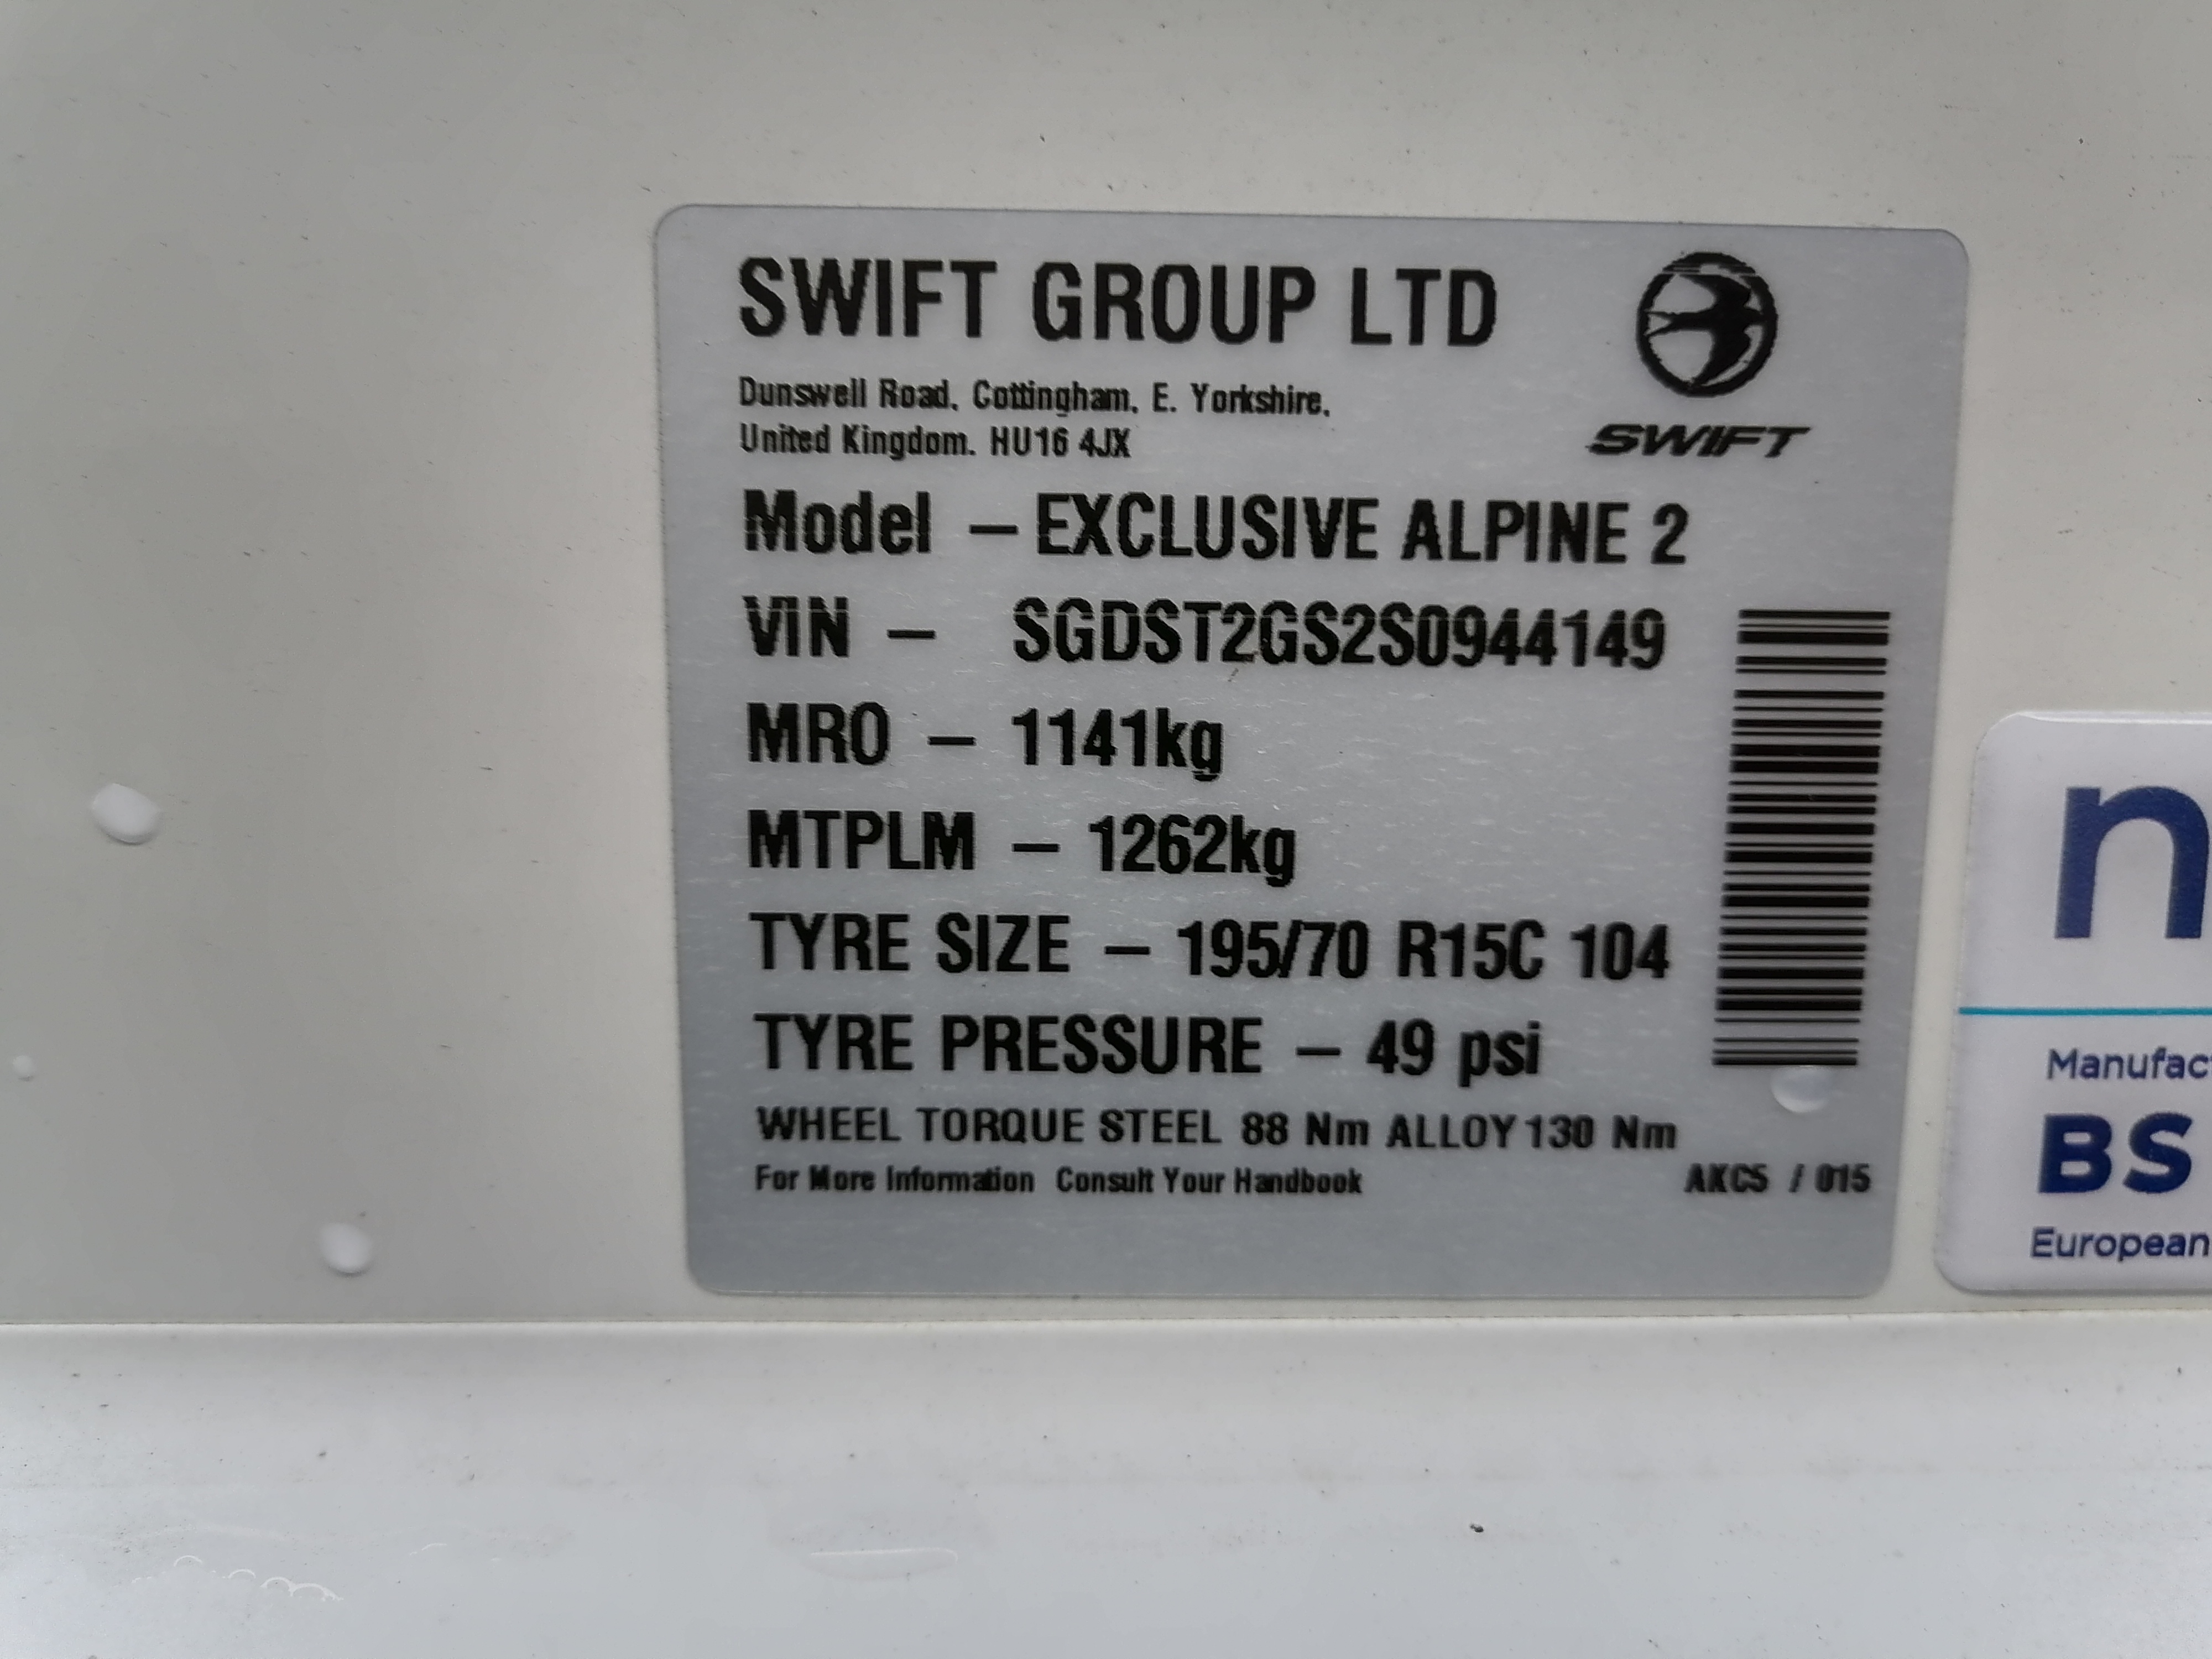 SWIFT GROUP LTD
Dunswell Road, Cottingham, E. Yorkshire,
United Kingdom. HU16 4JX
SWIFT
Model – EXCLUSIVE ALPINE 2
VIN – SGDST2GS2S0944149
MRO – 1141kg
MTPLM – 1262kg
TYRE SIZE – 195/70 R15C 104
TYRE PRESSURE – 49 psi
WHEEL TORQUE STEEL 88 Nm ALLOY 130 Nm
For More Information Consult Your Handbook AKC5 / 015
n
Manufac
BS
European